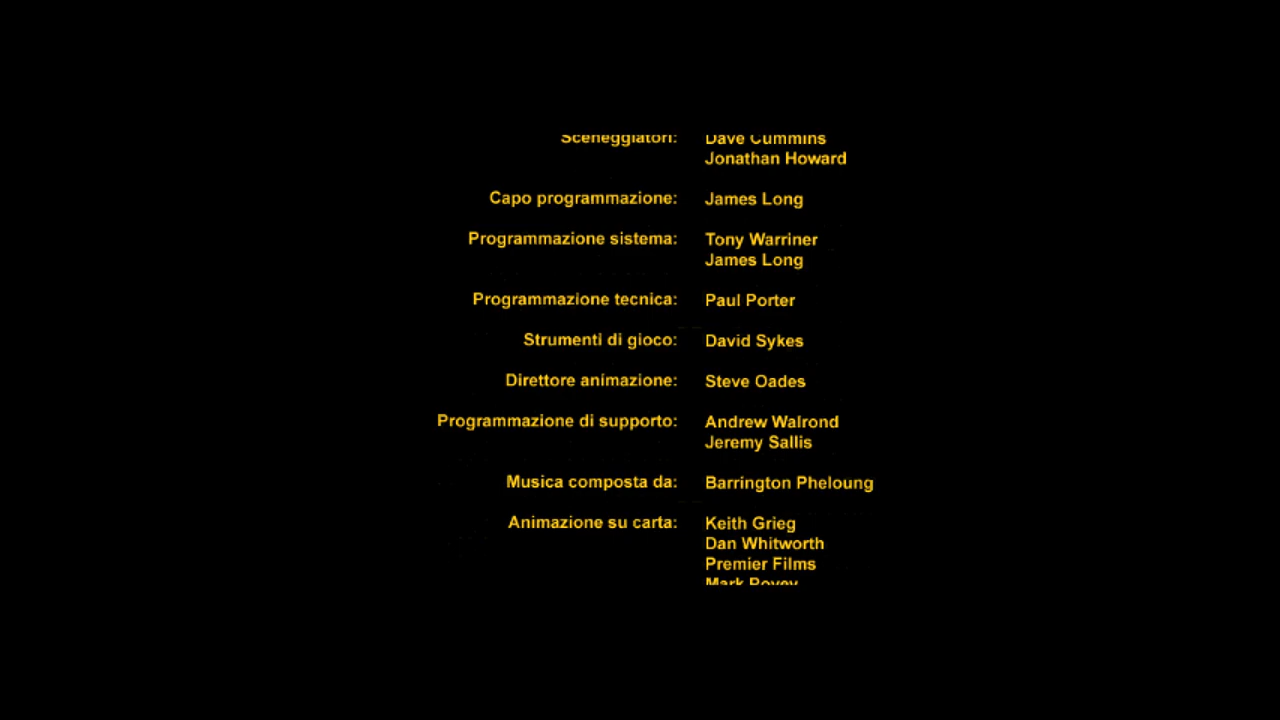 Sceneggiatori: Dave Cummins
Jonathan Howard
Capo programmazione: James Long
Programmazione sistema: Tony Warriner
James Long
Programmazione tecnica: Paul Porter
Strumenti di gioco: David Sykes
Direttore animazione: Steve Oades
Programmazione di supporto: Andrew Walrond
Jeremy Sallis
Musica composta da: Barrington Pheloung
Animazione su carta: Keith Grieg
Dan Whitworth
Premier Films
Mark Povey